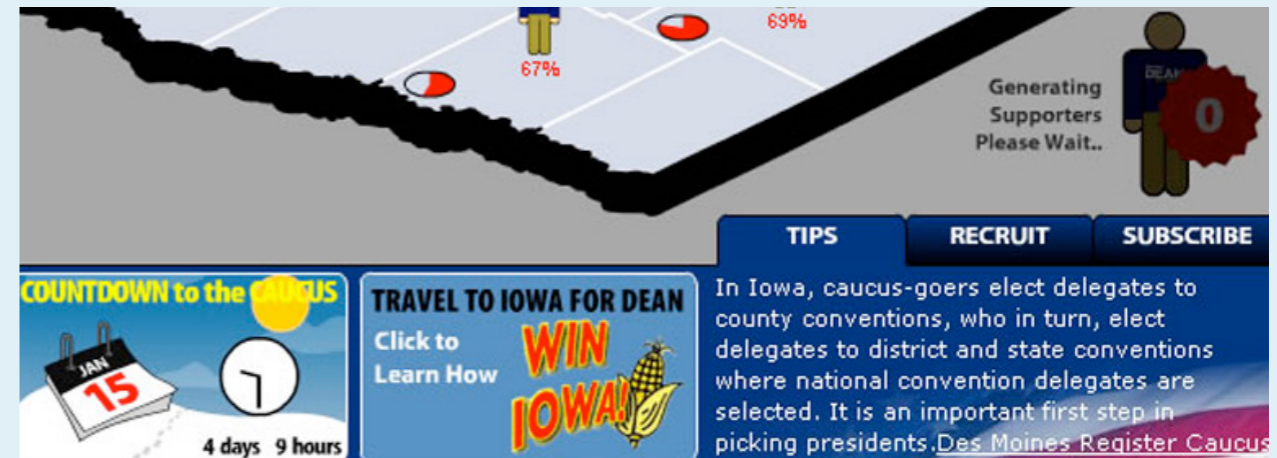 69%
67%
Generating
Supporters
Please Wait..
DEAN
0
TIPS
RECRUIT
SUBSCRIBE
COUNTDOWN to the CAUCUS
JAN
15
4 days 9 hours
TRAVEL TO IOWA FOR DEAN
Click to
Learn How
WIN
IOWA!
In Iowa, caucus-goers elect delegates to
county conventions, who in turn, elect
delegates to district and state conventions
where national convention delegates are
selected. It is an important first step in
picking presidents.Des Moines Register Caucus